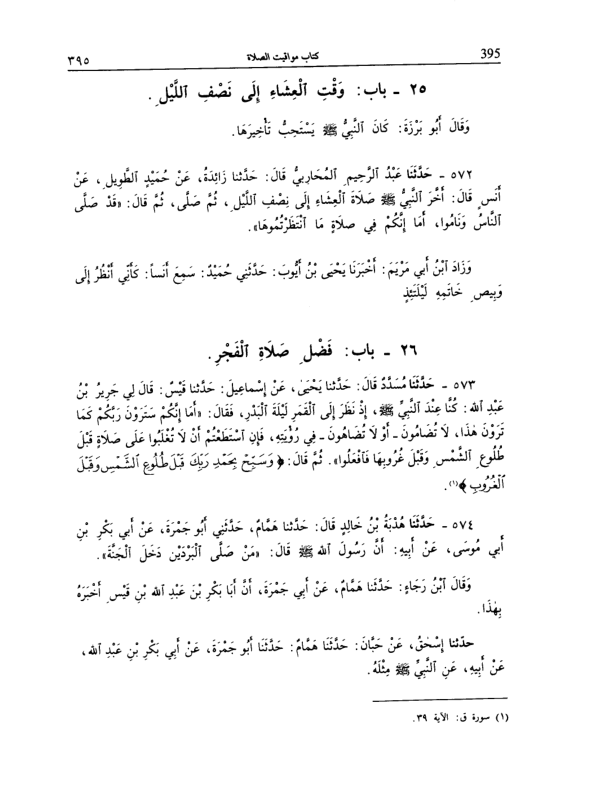 395 كتاب مواقيت الصلاة ٣٩٥
٢٥ ـ باب: وَقْتِ ٱلْعِشَاءِ إِلَى نَصْفِ ٱللَّيْلِ.
وَقَالَ أَبُو بَرْزَةَ: كَانَ ٱلنَّبِيُّ ﷺ يَسْتَحِبُّ تَأْخِيرَهَا.
٥٧٢ ـ حَدَّثَنَا عَبْدُ ٱلرَّحِيمِ ٱلمُحَارِبِيُّ قَالَ: حَدَّثَنَا زَائِدَةُ، عَنْ حُمَيْدٍ ٱلطَّوِيلِ، عَنْ
أَنَسٍ قَالَ: أَخَّرَ ٱلنَّبِيُّ ﷺ صَلَاةَ ٱلْعِشَاءِ إِلَى نِصْفِ ٱللَّيْلِ، ثُمَّ صَلَّى، ثُمَّ قَالَ: «قَدْ صَلَّى
ٱلنَّاسُ وَنَامُوا، أَمَا إِنَّكُمْ فِي صَلاَةٍ مَا ٱنْتَظَرْتُمُوهَا».
وَزَادَ ٱبْنُ أَبِي مَرْيَمَ: أَخْبَرَنَا يَحْيَى بْنُ أَيُّوبَ: حَدَّثَنِي حُمَيْدٌ: سَمِعَ أَنَساً: كَأَنِّي أَنْظُرُ إِلَى
وَبِيصِ خَاتَمِهِ لَيْلَتَئِذٍ
٢٦ ـ باب: فَضْلِ صَلَاةِ ٱلْفَجْرِ.
٥٧٣ ـ حَدَّثَنَا مُسَدَّدٌ قَالَ: حَدَّثَنَا يَحْيَىٰ، عَنْ إِسْمَاعِيلَ: حَدَّثَنَا قَيْسٌ: قَالَ لِي جَرِيرُ بْنُ
عَبْدِ ٱللهِ: كُنَّا عِنْدَ ٱلنَّبِيِّ ﷺ، إِذْ نَظَرَ إِلَى ٱلْقَمَرِ لَيْلَةَ ٱلْبَدْرِ، فَقَالَ: «أَمَا إِنَّكُمْ سَتَرَوْنَ رَبَّكُمْ كَمَا
تَرَوْنَ هٰذَا، لَا تُضَامُونَ ـ أَوْ لَا تُضَاهُونَ ـ فِي رُؤْيَتِهِ، فَإِنِ ٱسْتَطَعْتُمْ أَنْ لَا تُغْلَبُوا عَلَى صَلَاةٍ قَبْلَ
طُلُوعِ ٱلشَّمْسِ وَقَبْلَ غُرُوبِهَا فَٱفْعَلُوا». ثُمَّ قَالَ: ﴿وَسَبِّحْ بِحَمْدِ رَبِّكَ قَبْلَ طُلُوعِ ٱلشَّمْسِ وَقَبْلَ
ٱلْغُرُوبِ﴾(١).
٥٧٤ ـ حَدَّثَنَا هُدْبَةُ بْنُ خَالِدٍ قَالَ: حَدَّثَنَا هَمَّامٌ، حَدَّثَنِي أَبُو جَمْرَةَ، عَنْ أَبِي بَكْرِ بْنِ
أَبِي مُوسَى، عَنْ أَبِيهِ: أَنَّ رَسُولَ ٱللهِ ﷺ قَالَ: «مَنْ صَلَّى ٱلْبَرْدَيْنِ دَخَلَ ٱلْجَنَّةَ».
وَقَالَ ٱبْنُ رَجَاءٍ: حَدَّثَنَا هَمَّامٌ، عَنْ أَبِي جَمْرَةَ، أَنَّ أَبَا بَكْرِ بْنَ عَبْدِ ٱللهِ بْنِ قَيْسٍ أَخْبَرَهُ
بِهٰذَا.
حَدَّثَنَا إِسْحٰقُ، عَنْ حَبَّانَ: حَدَّثَنَا هَمَّامٌ: حَدَّثَنَا أَبُو جَمْرَةَ، عَنْ أَبِي بَكْرِ بْنِ عَبْدِ ٱللهِ،
عَنْ أَبِيهِ، عَنِ ٱلنَّبِيِّ ﷺ مِثْلَهُ.
(١) سورة ق: الآية ٣٩.